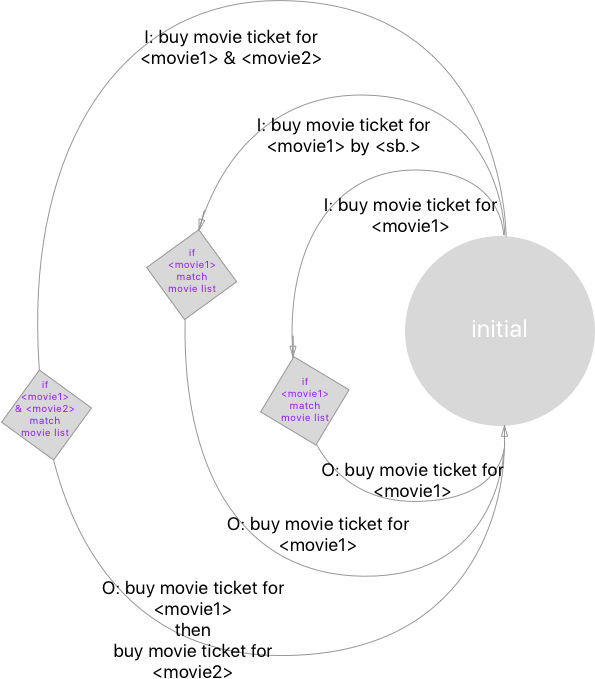 I: buy movie ticket for
<movie1> & <movie2>
I: buy movie ticket for
<movie1> by <sb.>
I: buy movie ticket for
<movie1>
if
<movie1>
match
movie list
initial
if
<movie1>
& <movie2>
match
movie list
if
<movie1>
match
movie list
O: buy movie ticket for
<movie1>
O: buy movie ticket for
<movie1>
O: buy movie ticket for
<movie1>
then
buy movie ticket for
<movie2>